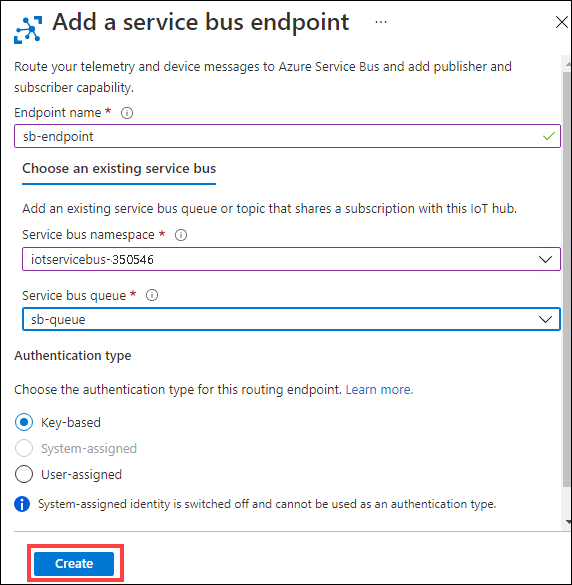 Add a service bus endpoint ...
Route your telemetry and device messages to Azure Service Bus and add publisher and
subscriber capability.
Endpoint name *
sb-endpoint
Choose an existing service bus
Add an existing service bus queue or topic that shares a subscription with this IoT hub.
Service bus namespace *
iotservicebus-350546
Service bus queue *
sb-queue
Authentication type
Choose the authentication type for this routing endpoint. Learn more.
Key-based
System-assigned
User-assigned
System-assigned identity is switched off and cannot be used as an authentication type.
Create